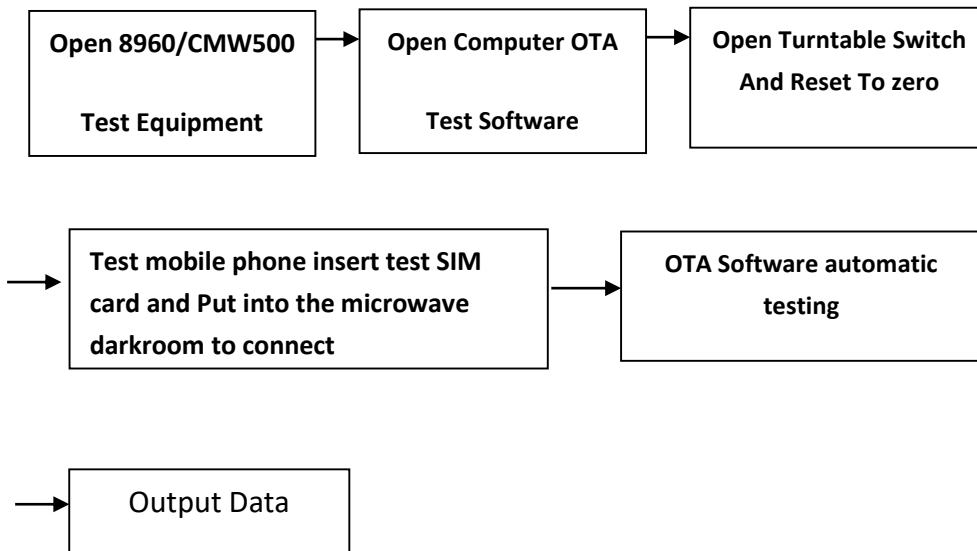 Open 8960/CMW500
Test Equipment
Open Computer OTA
Test Software
Open Turntable Switch
And Reset To zero
Test mobile phone insert test SIM
card and Put into the microwave
darkroom to connect
OTA Software automatic
testing
Output Data